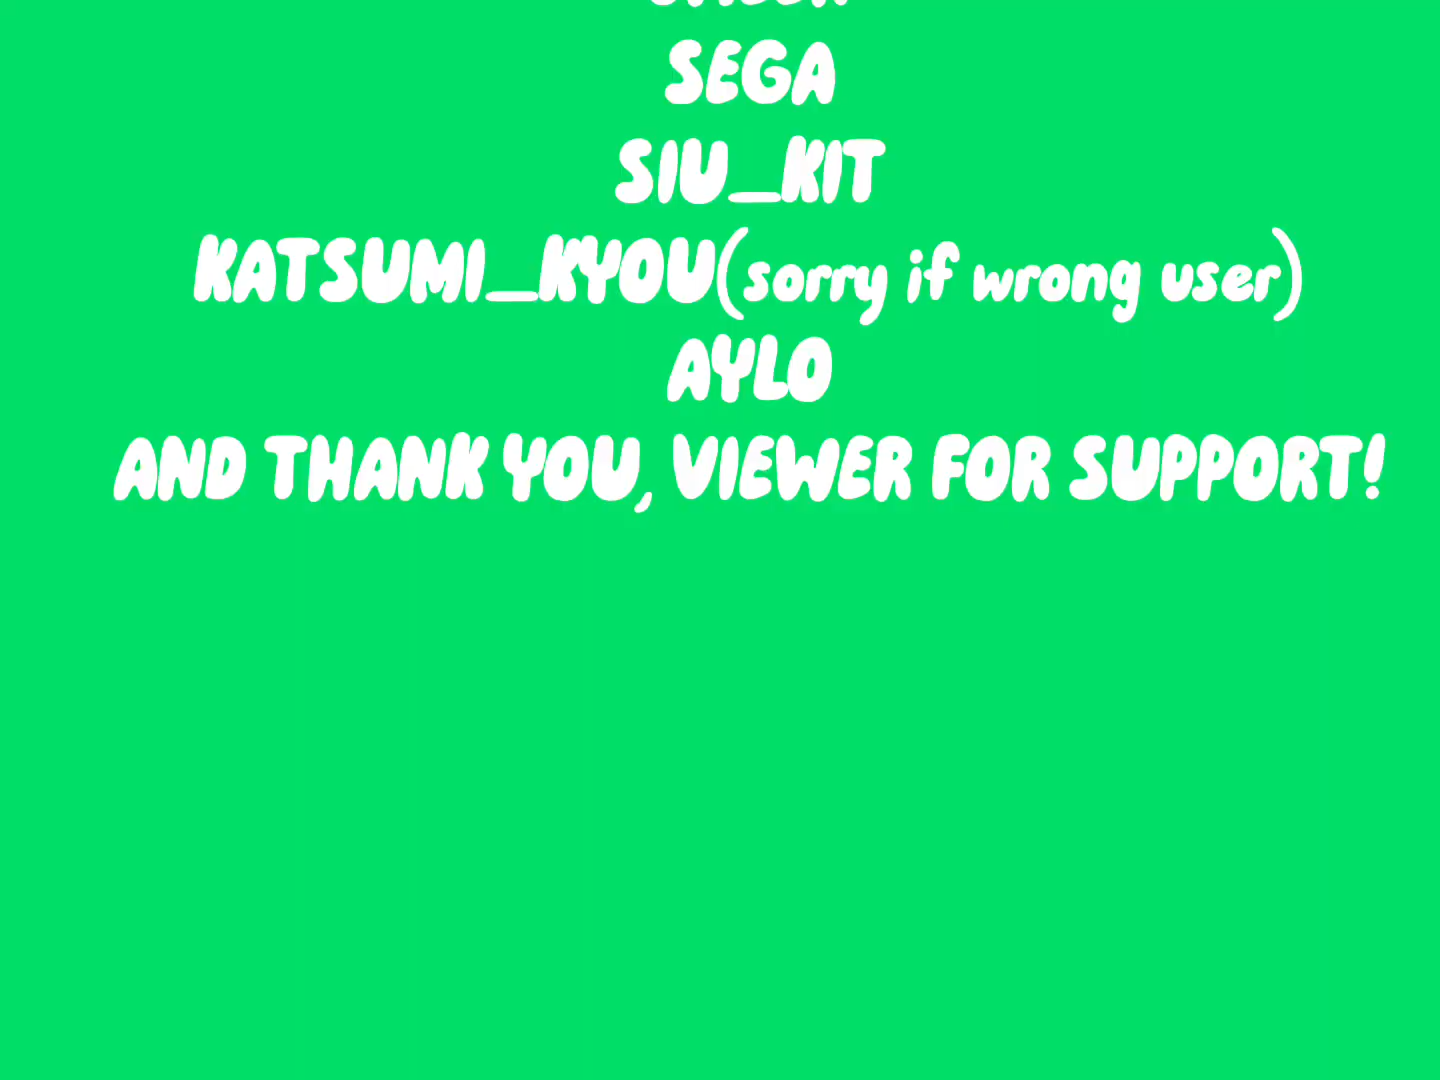 SEGA
SIU_KIT
KATSUMI_KYOU(sorry if wrong user)
AYLO
AND THANK YOU, VIEWER FOR SUPPORT!